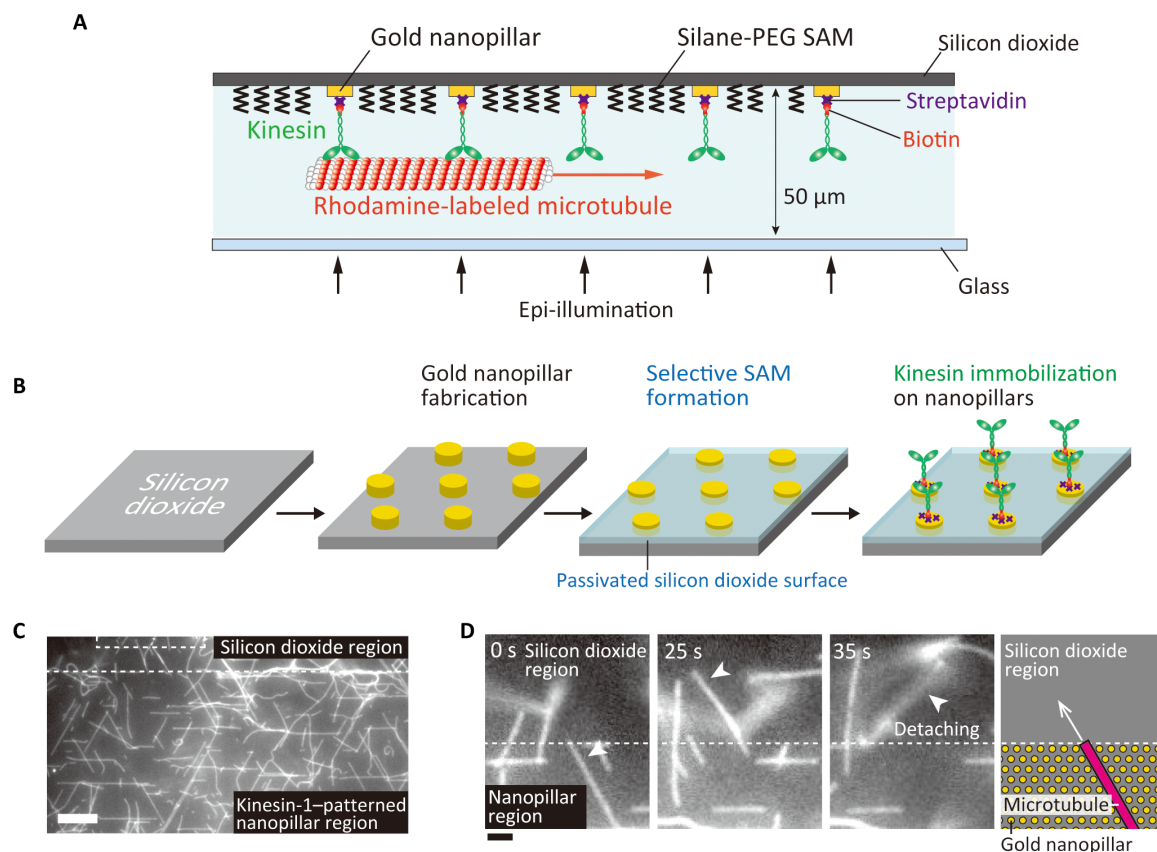 A
Gold nanopillar
Silane-PEG SAM
Silicon dioxide
Kinesin
Streptavidin
Biotin
Rhodamine-labeled microtubule
50 µm
Glass
Epi-illumination
B
Gold nanopillar
fabrication
Selective SAM
formation
Kinesin immobilization
on nanopillars
Silicon
dioxide
Passivated silicon dioxide surface
C
Silicon dioxide region
Kinesin-1–patterned
nanopillar region
D
0 s
Silicon dioxide
region
Nanopillar
region
25 s
35 s
Detaching
Silicon dioxide
region
Microtubule
Gold nanopillar